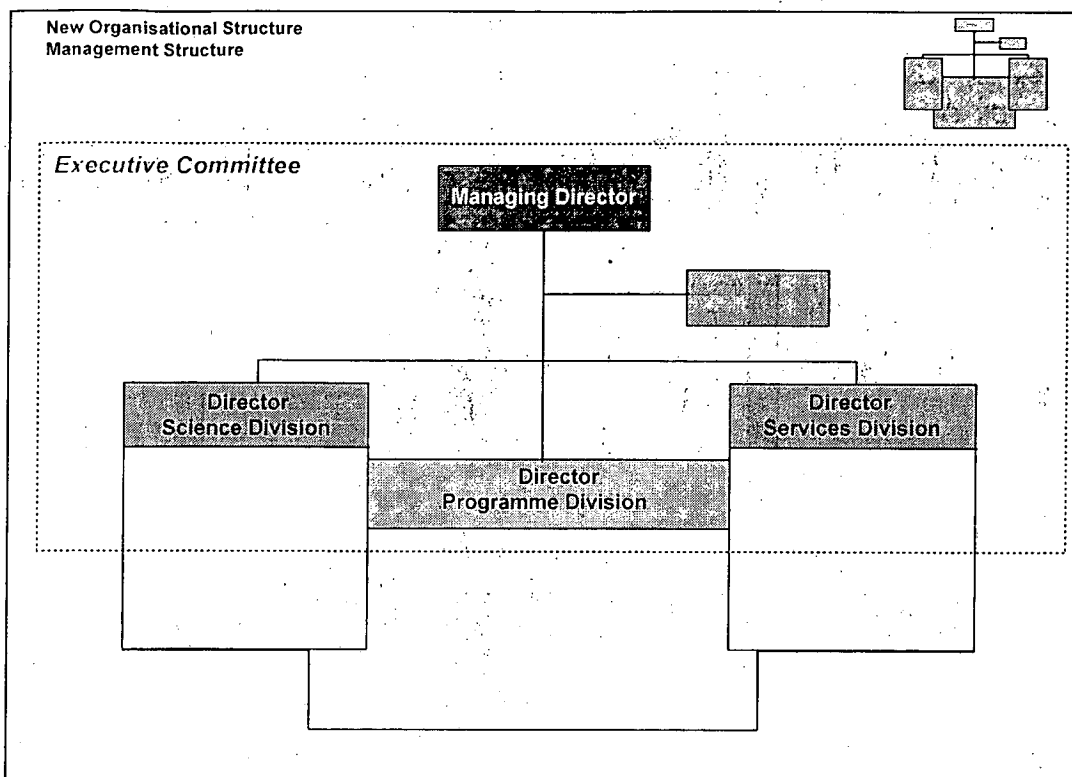 New Organisational Structure
Management Structure
Executive Committee
Managing Director
Director
Science Division
Director
Services Division
Director
Programme Division